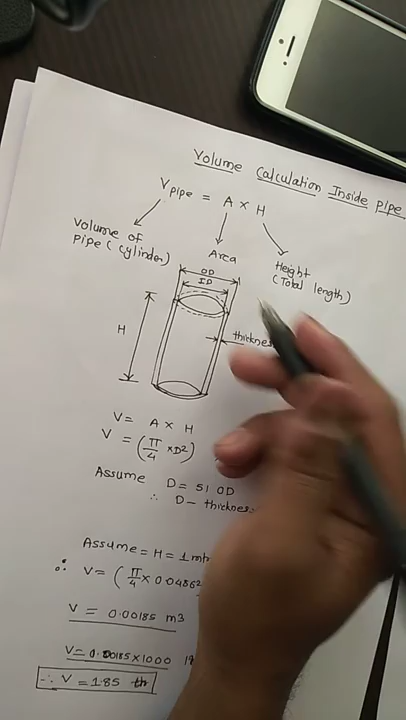 Volume Calculation Inside Pipe
Vpipe = A × H
Volume of
pipe (cylinder)
Area
Height
(Total length)
OD
ID
H
thickness
V = A × H
V = (π/4 × D²)
Assume D = 51 OD
∴ D - thickness
Assume = H = 1 mtr
∴ V = (π/4 × 0.0486²
V = 0.00185 m3
V = 0.00185 × 1000
∴ V = 1.85